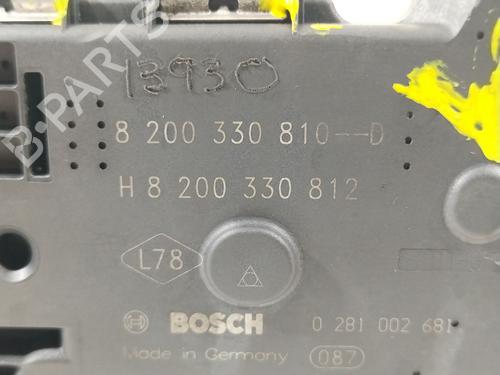 13930
8 200 330 810--D
H 8 200 330 812
L78
BOSCH 0 281 002 681
Made in Germany 087
B-PARTS